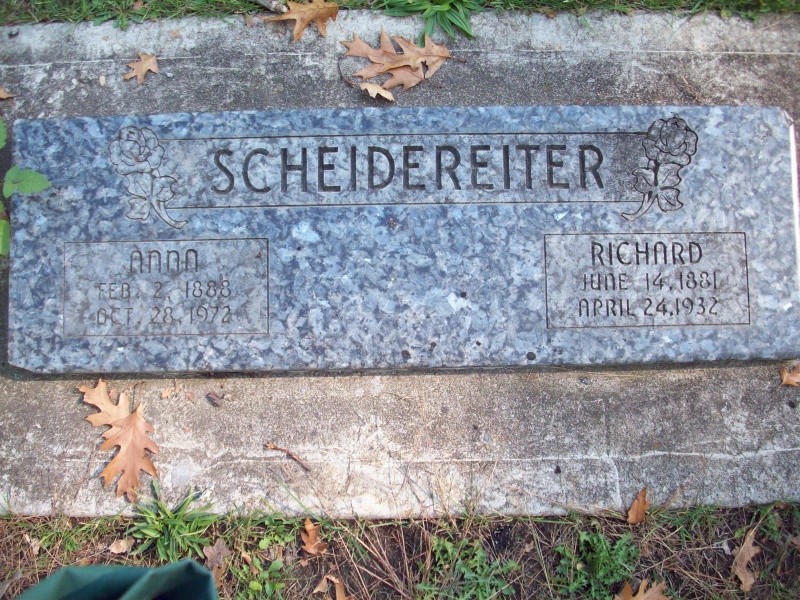 SCHEIDEREITER
ANNA
FEB. 2, 1888
OCT. 28, 1972
RICHARD
JUNE 14, 1881
APRIL 24, 1932